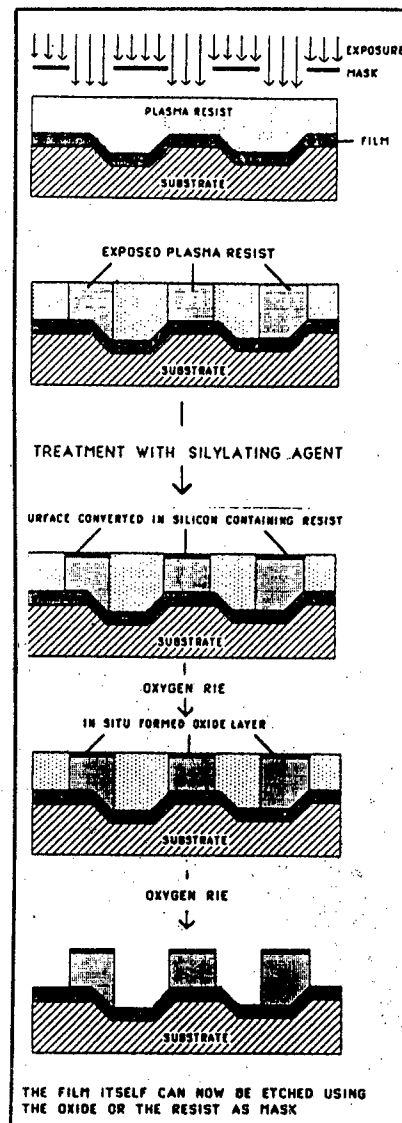 EXPOSURE
MASK
PLASMA RESIST
FILM
SUBSTRATE
EXPOSED PLASMA RESIST
SUBSTRATE
TREATMENT WITH SILYLATING AGENT
URFACE CONVERTED IN SILICON CONTAINING RESIST
SUBSTRATE
OXYGEN RIE
IN SITU FORMED OXIDE LAYER
SUBSTRATE
OXYGEN RIE
SUBSTRATE
THE FILM ITSELF CAN NOW BE ETCHED USING
THE OXIDE OR THE RESIST AS MASK